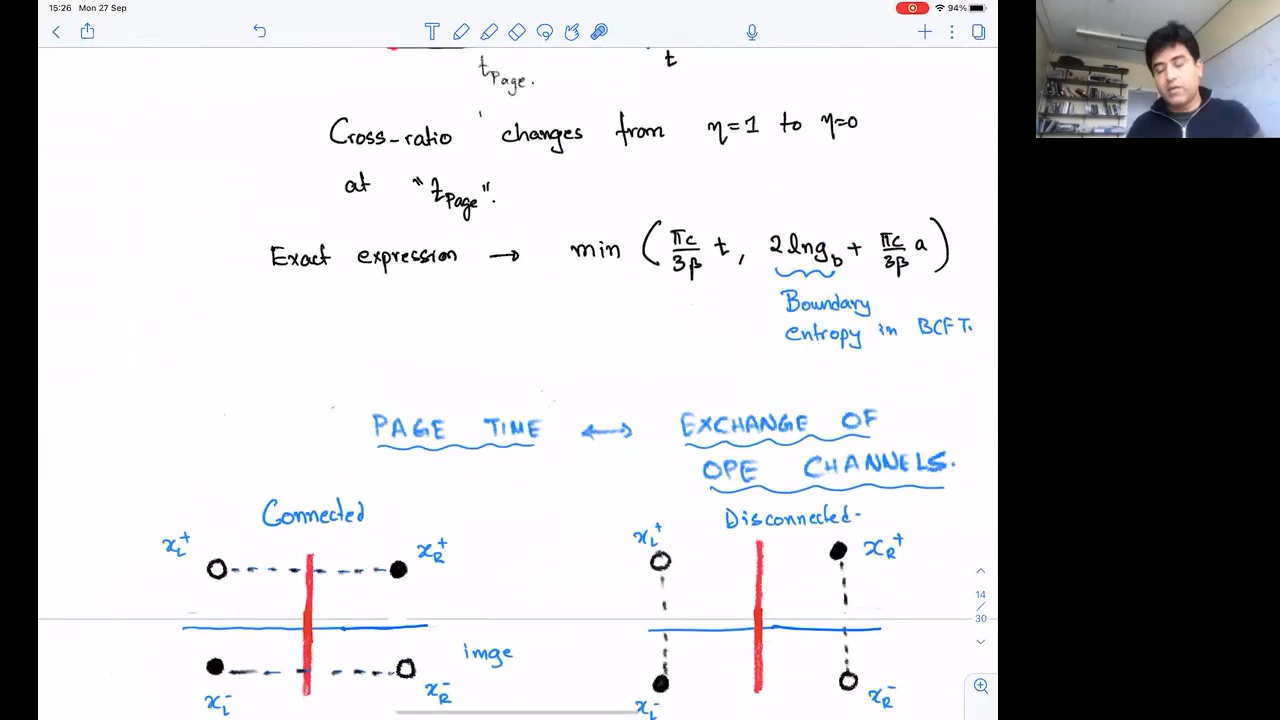 15:26 Mon 27 Sep
94%
t_Page.
t
Cross-ratio changes from η=1 to η=0
at "t_Page".
Exact expression → min ( πc/3β t, 2 ln g_b + πc/3β a )
Boundary
entropy in BCFT.
PAGE TIME ↔ EXCHANGE OF
OPE CHANNELS.
Connected
Disconnected-
x_L^+
x_R^+
x_L^+
x_R^+
14
/
30
imge
x_L^-
x_R^-
x_L^-
x_R^-